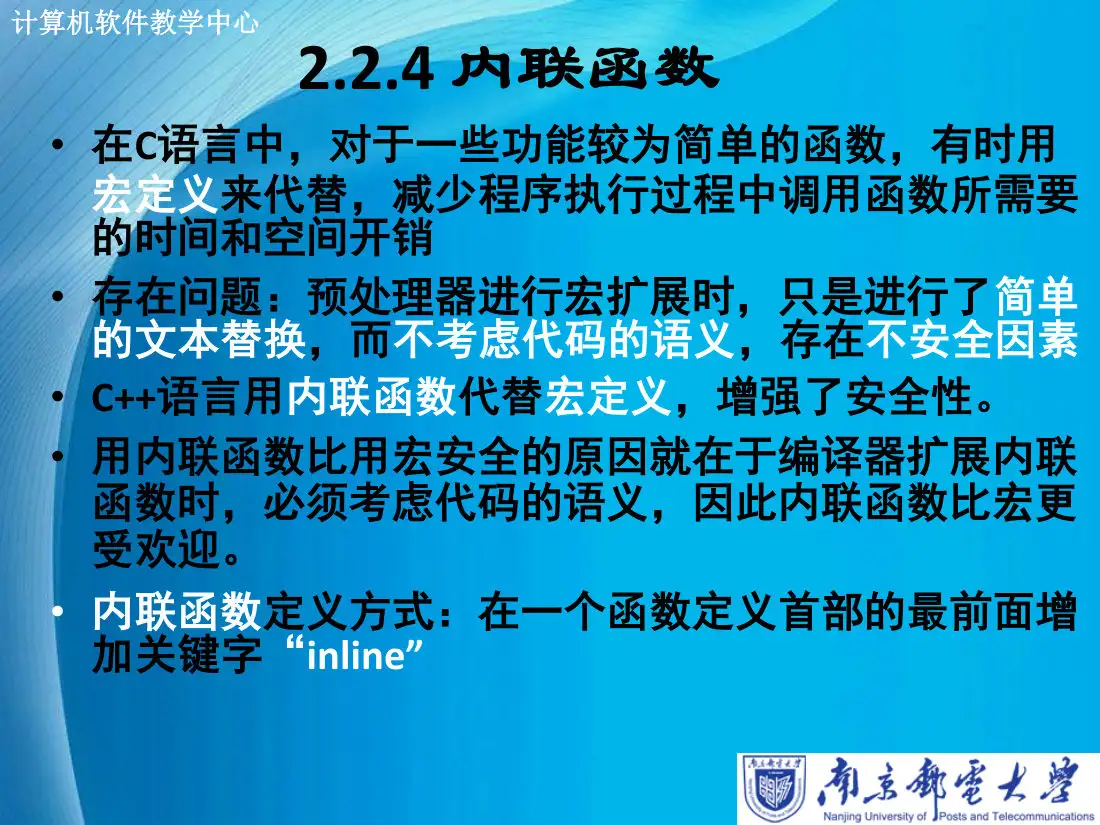 计算机软件教学中心
2.2.4 内联函数
• 在C语言中，对于一些功能较为简单的函数，有时用
宏定义来代替，减少程序执行过程中调用函数所需要
的时间和空间开销
• 存在问题：预处理器进行宏扩展时，只是进行了简单
的文本替换，而不考虑代码的语义，存在不安全因素
• C++语言用内联函数代替宏定义，增强了安全性。
• 用内联函数比用宏安全的原因就在于编译器扩展内联
函数时，必须考虑代码的语义，因此内联函数比宏更
受欢迎。
• 内联函数定义方式：在一个函数定义首部的最前面增
加关键字“inline”
南京邮电大学
南京郵電大學
Nanjing University of Posts and Telecommunications